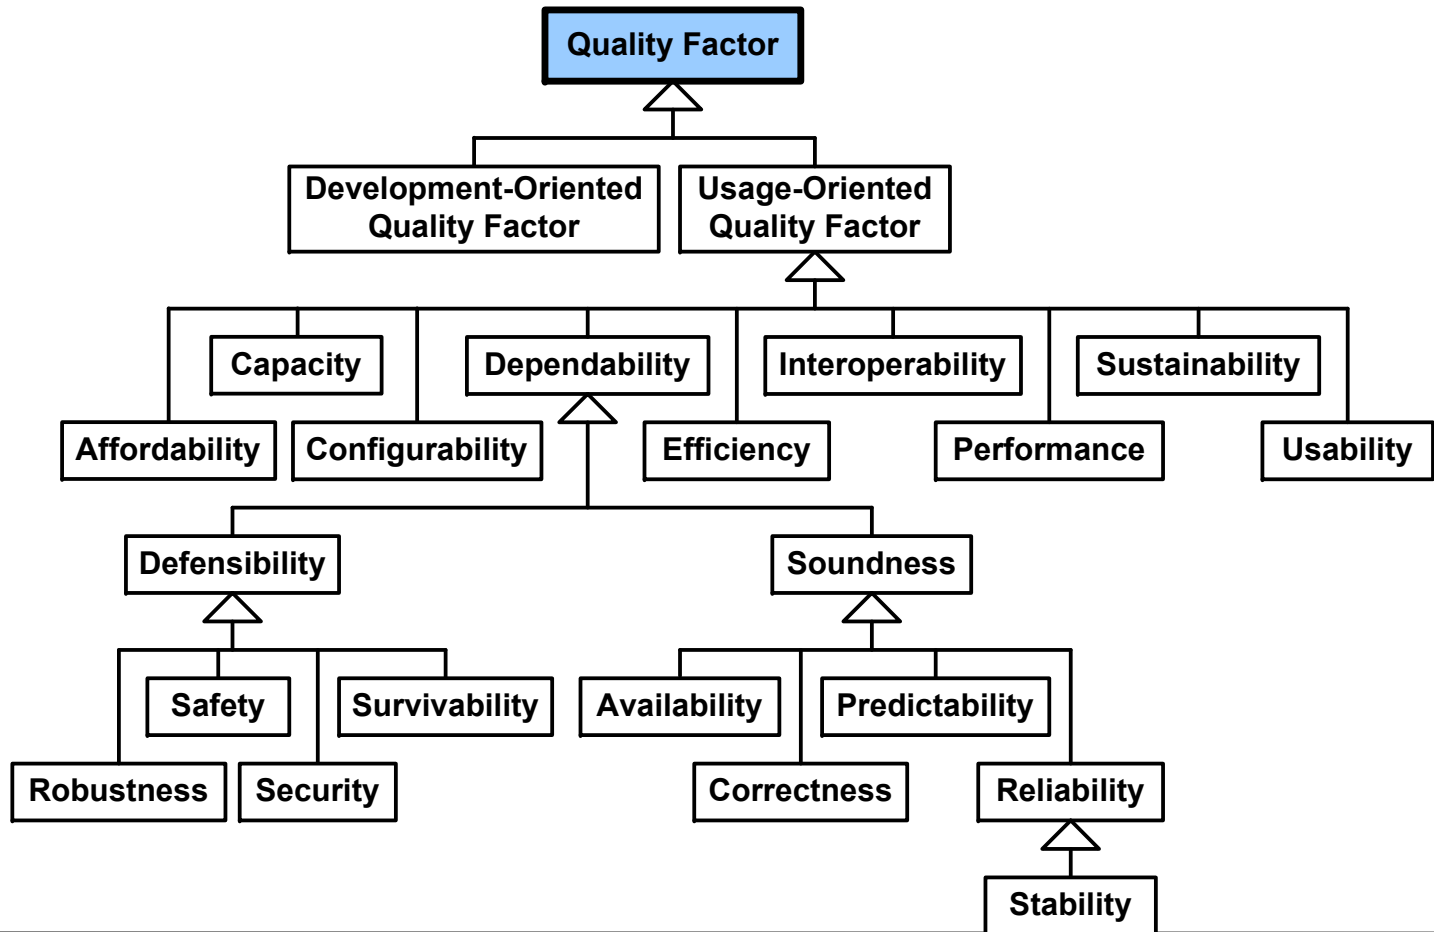 Quality Factor
Development-Oriented
Quality Factor
Usage-Oriented
Quality Factor
Capacity
Dependability
Interoperability
Sustainability
Affordability
Configurability
Efficiency
Performance
Usability
Defensibility
Soundness
Safety
Survivability
Availability
Predictability
Robustness
Security
Correctness
Reliability
Stability